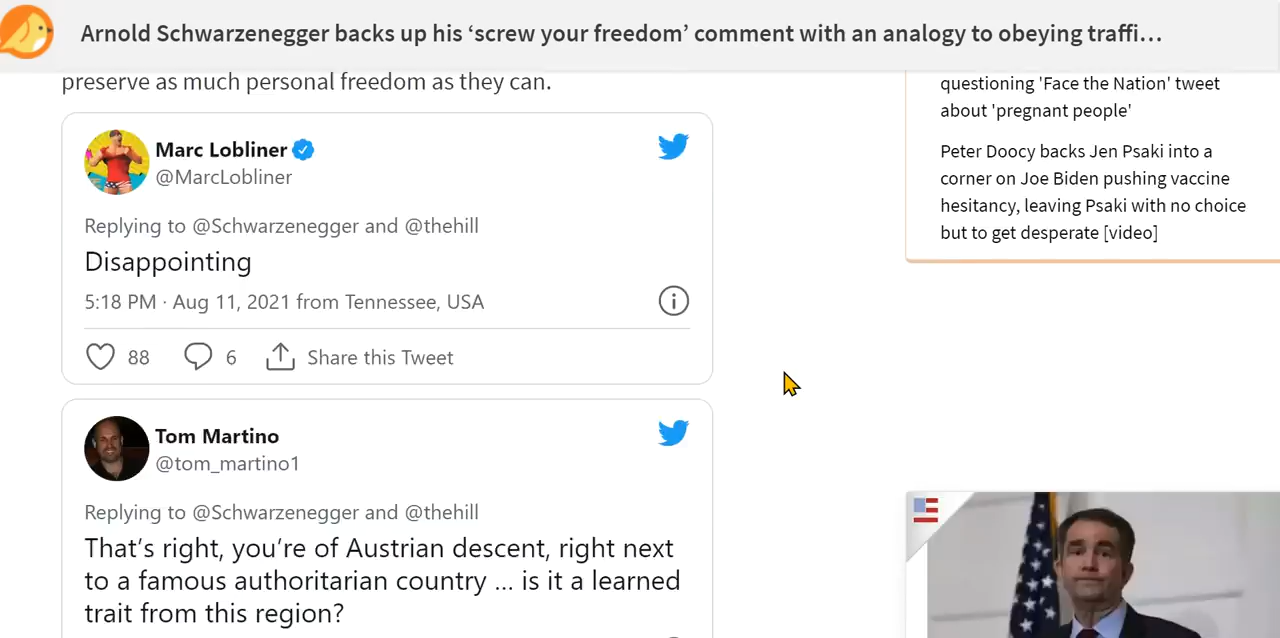 Arnold Schwarzenegger backs up his ‘screw your freedom’ comment with an analogy to obeying traffi…
preserve as much personal freedom as they can.
Marc Lobliner
@MarcLobliner
Replying to @Schwarzenegger and @thehill
Disappointing
5:18 PM · Aug 11, 2021 from Tennessee, USA
88
6
Share this Tweet
Tom Martino
@tom_martino1
Replying to @Schwarzenegger and @thehill
That’s right, you’re of Austrian descent, right next
to a famous authoritarian country ... is it a learned
trait from this region?
questioning 'Face the Nation' tweet
about 'pregnant people'
Peter Doocy backs Jen Psaki into a
corner on Joe Biden pushing vaccine
hesitancy, leaving Psaki with no choice
but to get desperate [video]